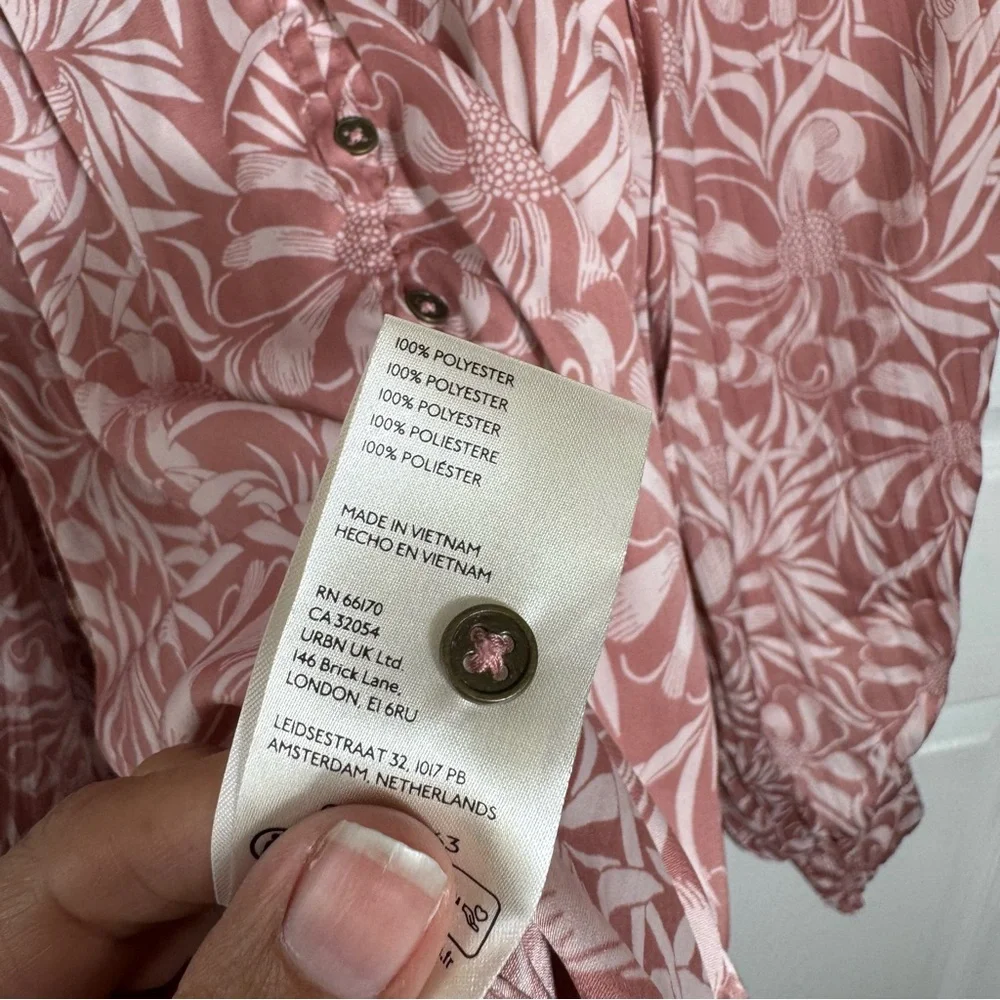 100% POLYESTER
100% POLYESTER
100% POLYESTER
100% POLIESTERE
100% POLIÉSTER
MADE IN VIETNAM
HECHO EN VIETNAM
RN 66170
CA 32054
URBN UK Ltd.
146 Brick Lane,
LONDON, E1 6RU
LEIDSESTRAAT 32, 1017 PB
AMSTERDAM, NETHERLANDS